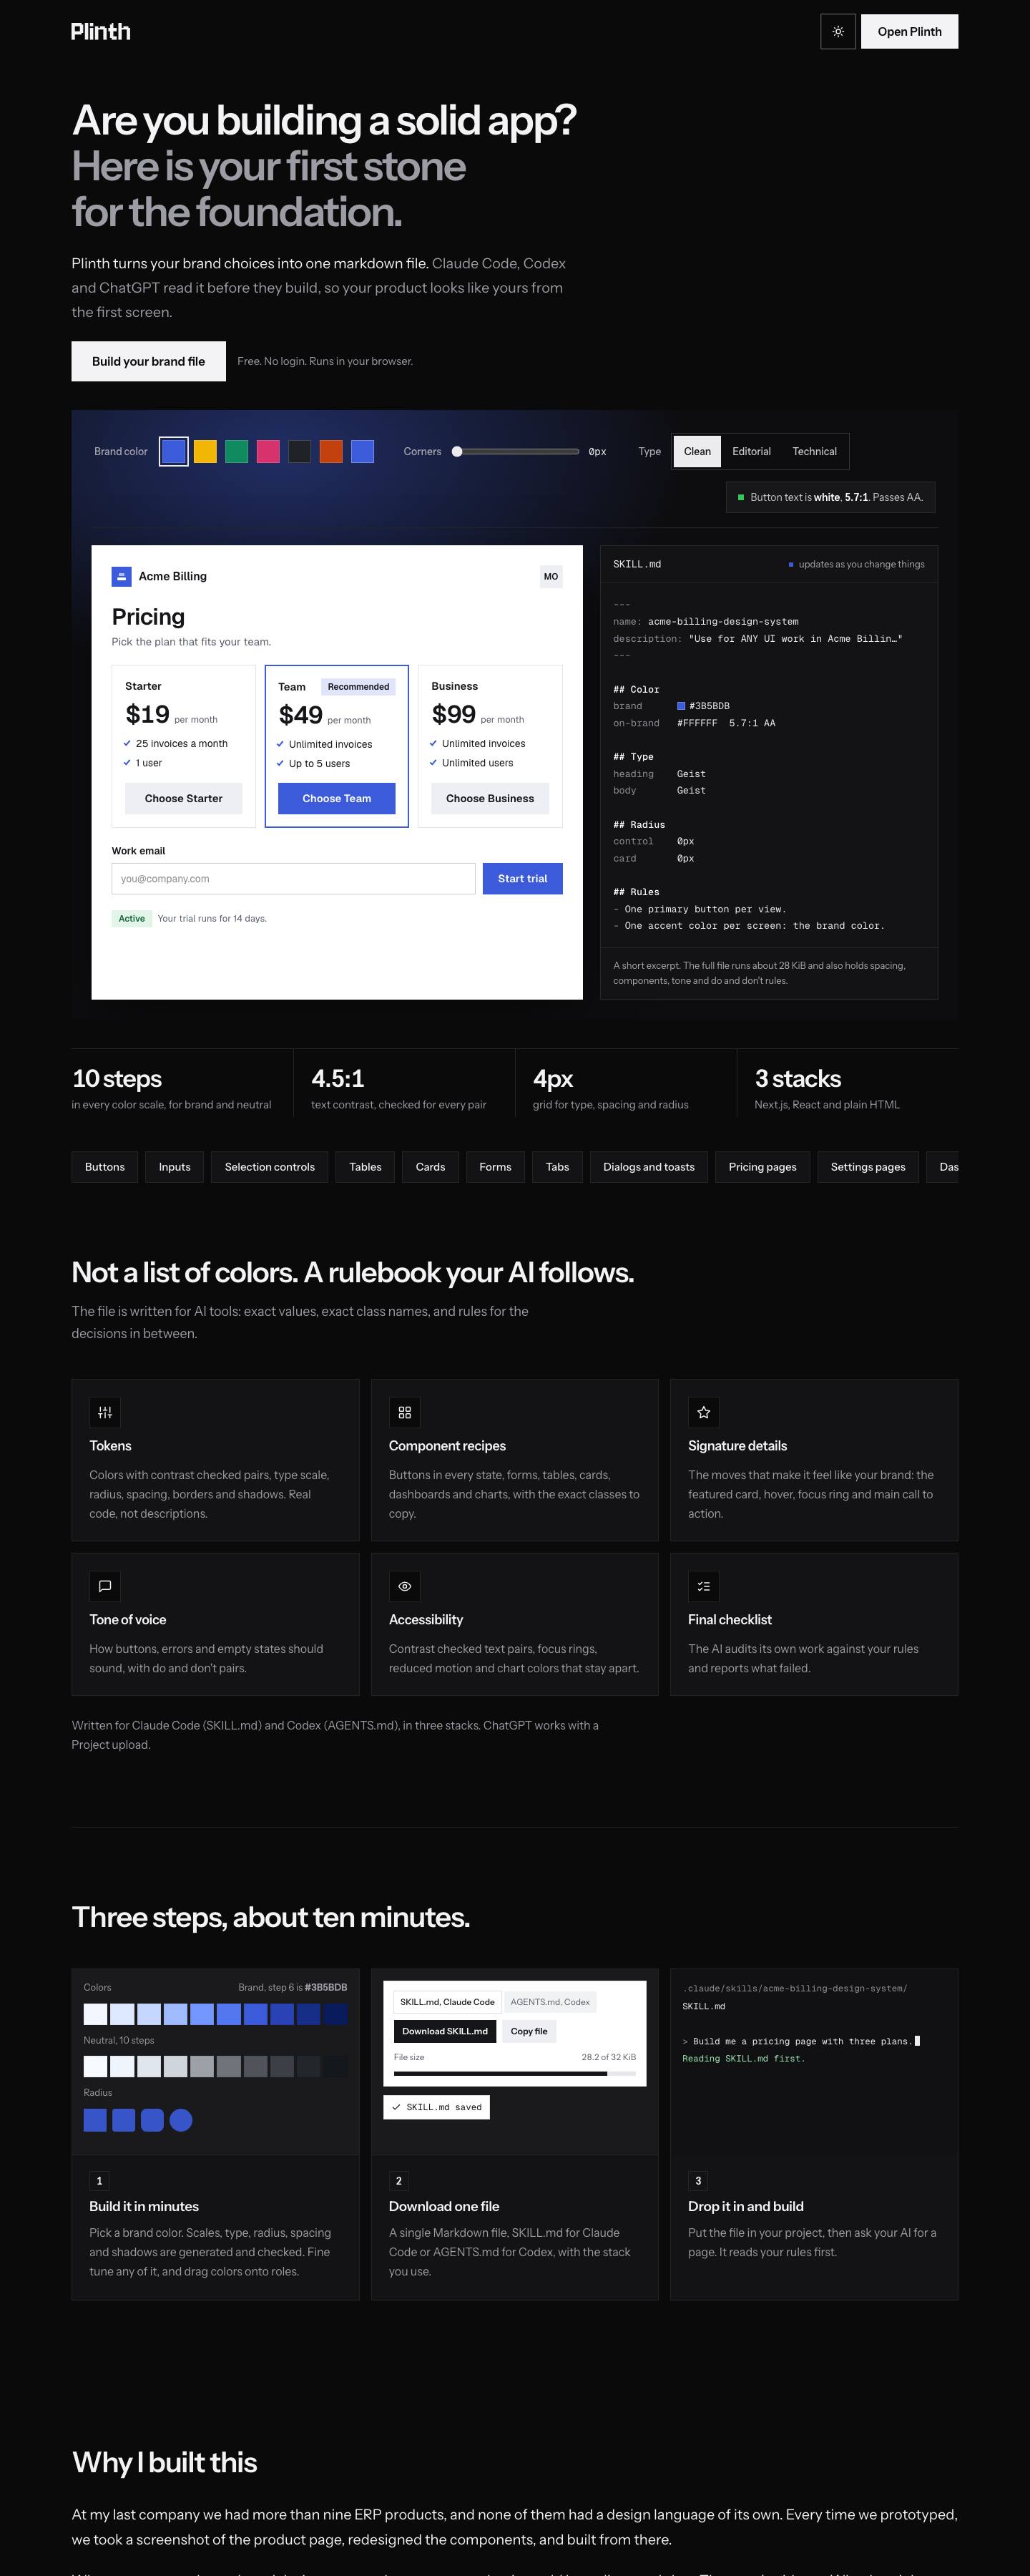 Plinth
Open Plinth
Are you building a solid app?
Here is your first stone
for the foundation.
Plinth turns your brand choices into one markdown file. Claude Code, Codex
and ChatGPT read it before they build, so your product looks like yours from
the first screen.
Build your brand file
Free. No login. Runs in your browser.
Brand color
Corners
0px
Type
Clean
Editorial
Technical
Button text is white, 5.7:1. Passes AA.
Acme Billing
MO
Pricing
Pick the plan that fits your team.
Starter
$19 per month
25 invoices a month
1 user
Choose Starter
Team
Recommended
$49 per month
Unlimited invoices
Up to 5 users
Choose Team
Business
$99 per month
Unlimited invoices
Unlimited users
Choose Business
Work email
you@company.com
Start trial
Active
Your trial runs for 14 days.
SKILL.md
updates as you change things
---
name: acme-billing-design-system
description: "Use for ANY UI work in Acme Billin…"
---
## Color
brand #3B5BDB
on-brand #FFFFFF 5.7:1 AA
## Type
heading Geist
body Geist
## Radius
control 0px
card 0px
## Rules
- One primary button per view.
- One accent color per screen: the brand color.
A short excerpt. The full file runs about 28 KiB and also holds spacing,
components, tone and do and don't rules.
10 steps
in every color scale, for brand and neutral
4.5:1
text contrast, checked for every pair
4px
grid for type, spacing and radius
3 stacks
Next.js, React and plain HTML
Buttons
Inputs
Selection controls
Tables
Cards
Forms
Tabs
Dialogs and toasts
Pricing pages
Settings pages
Das
Not a list of colors. A rulebook your AI follows.
The file is written for AI tools: exact values, exact class names, and rules for the
decisions in between.
Tokens
Colors with contrast checked pairs, type scale,
radius, spacing, borders and shadows. Real
code, not descriptions.
Component recipes
Buttons in every state, forms, tables, cards,
dashboards and charts, with the exact classes to
copy.
Signature details
The moves that make it feel like your brand: the
featured card, hover, focus ring and main call to
action.
Tone of voice
How buttons, errors and empty states should
sound, with do and don't pairs.
Accessibility
Contrast checked text pairs, focus rings,
reduced motion and chart colors that stay apart.
Final checklist
The AI audits its own work against your rules
and reports what failed.
Written for Claude Code (SKILL.md) and Codex (AGENTS.md), in three stacks. ChatGPT works with a
Project upload.
Three steps, about ten minutes.
Colors
Brand, step 6 is #3B5BDB
Neutral, 10 steps
Radius
1
Build it in minutes
Pick a brand color. Scales, type, radius, spacing
and shadows are generated and checked. Fine
tune any of it, and drag colors onto roles.
SKILL.md, Claude Code
AGENTS.md, Codex
Download SKILL.md
Copy file
File size
28.2 of 32 KiB
SKILL.md saved
2
Download one file
A single Markdown file, SKILL.md for Claude
Code or AGENTS.md for Codex, with the stack
you use.
.claude/skills/acme-billing-design-system/
SKILL.md
> Build me a pricing page with three plans.
Reading SKILL.md first.
3
Drop it in and build
Put the file in your project, then ask your AI for a
page. It reads your rules first.
Why I built this
At my last company we had more than nine ERP products, and none of them had a design language of its own. Every time we prototyped,
we took a screenshot of the product page, redesigned the components, and built from there.